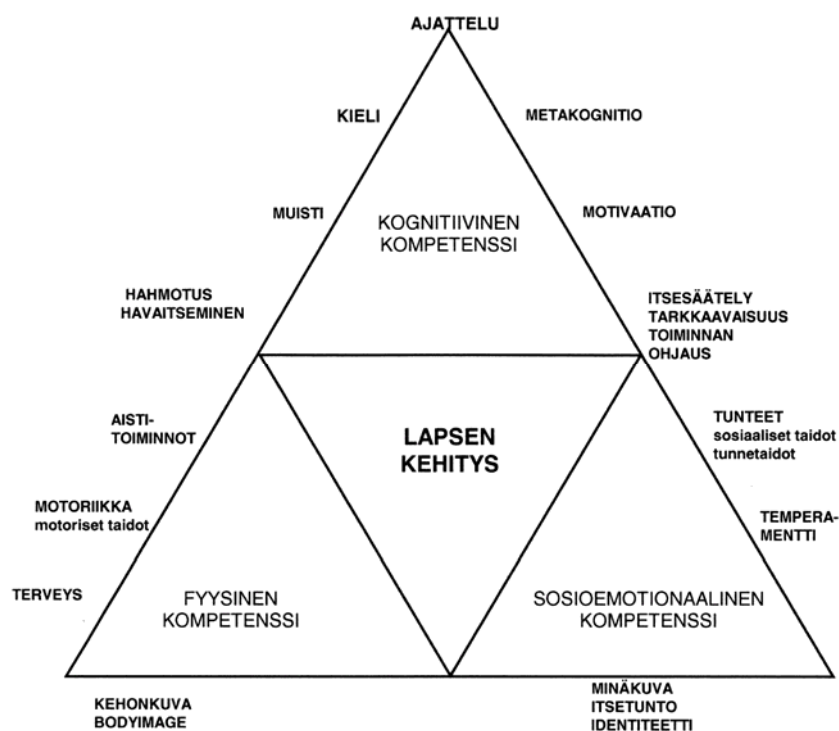 AJATTELU
KIELI
METAKOGNITIO
MUISTI
MOTIVAATIO
KOGNITIIVINEN
KOMPETENSSI
HAHMOTUS
HAVAITSEMINEN
ITSESÄÄTELY
TARKKAAVAISUUS
TOIMINNAN
OHJAUS
AISTI-
TOIMINNOT
LAPSEN
KEHITYS
TUNTEET
sosiaaliset taidot
tunnetaidot
MOTORIIKKA
motoriset taidot
TEMPERA-
MENTTI
TERVEYS
FYYSINEN
KOMPETENSSI
SOSIOEMOTIONAALINEN
KOMPETENSSI
KEHONKUVA
BODYIMAGE
MINÄKUVA
ITSETUNTO
IDENTITEETTI